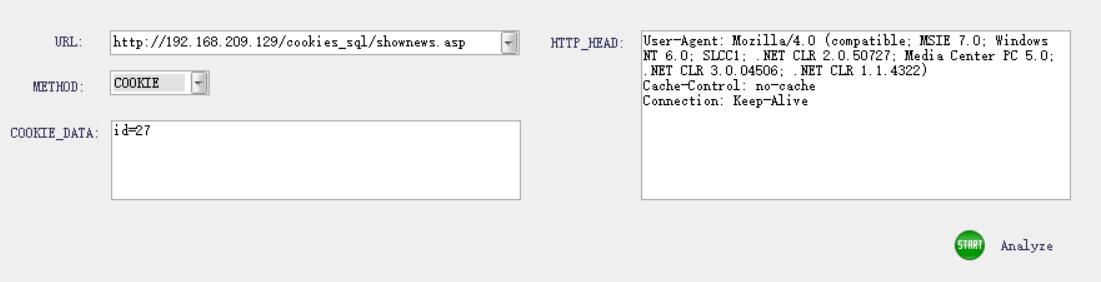 URL: http://192.168.209.129/cookies_sql/shownews.asp
METHOD: COOKIE
COOKIE_DATA: id=27
HTTP_HEAD: User-Agent: Mozilla/4.0 (compatible; MSIE 7.0; Windows
NT 6.0; SLCC1; .NET CLR 2.0.50727; Media Center PC 5.0;
.NET CLR 3.0.04506; .NET CLR 1.1.4322)
Cache-Control: no-cache
Connection: Keep-Alive
START Analyze